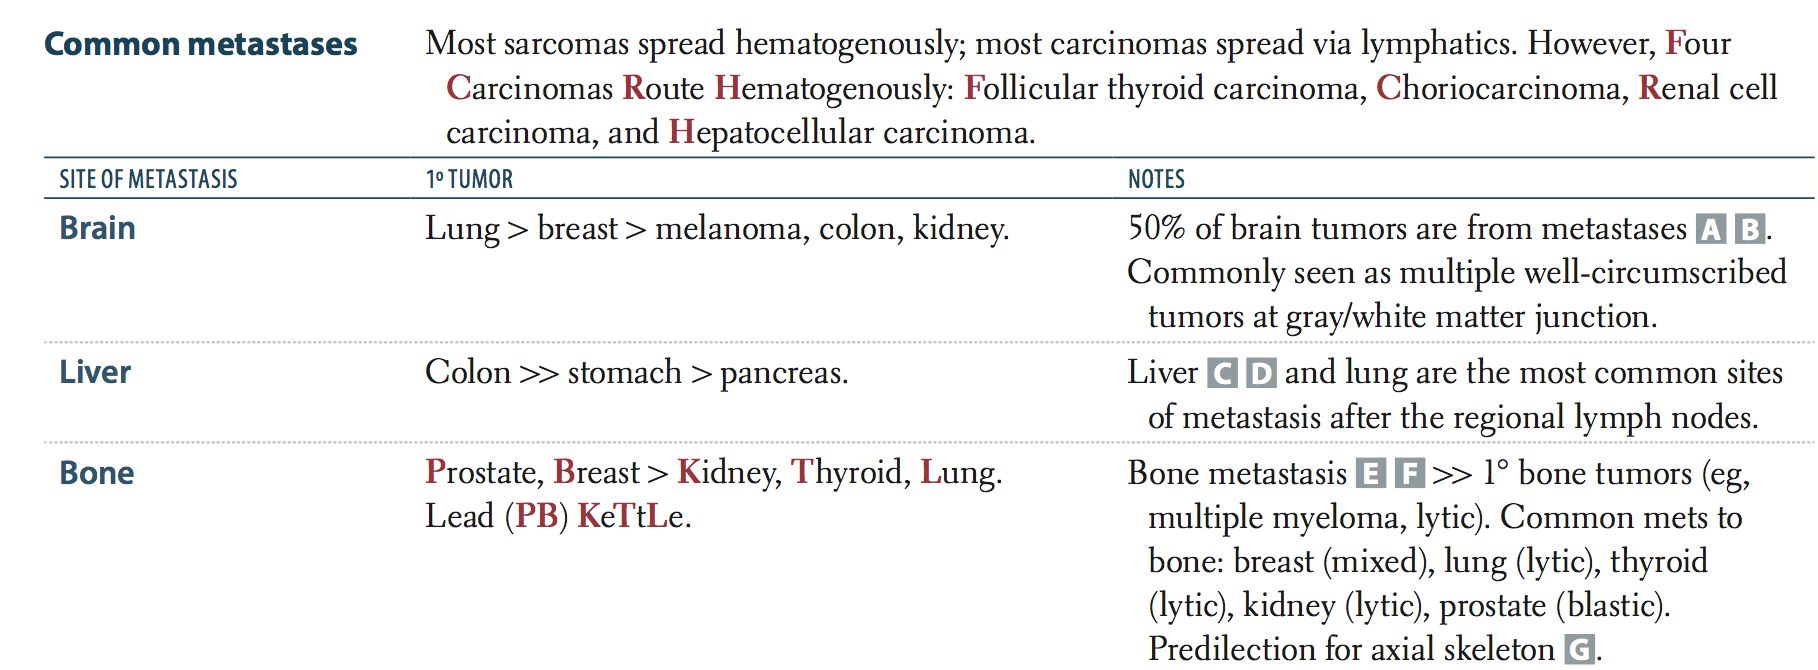 Common metastases
Most sarcomas spread hematogenously; most carcinomas spread via lymphatics. However, Four
Carcinomas Route Hematogenously: Follicular thyroid carcinoma, Choriocarcinoma, Renal cell
carcinoma, and Hepatocellular carcinoma.
SITE OF METASTASIS
1º TUMOR
NOTES
Brain
Lung > breast > melanoma, colon, kidney.
50% of brain tumors are from metastases A B.
Commonly seen as multiple well-circumscribed
tumors at gray/white matter junction.
Liver
Colon >> stomach > pancreas.
Liver C D and lung are the most common sites
of metastasis after the regional lymph nodes.
Bone
Prostate, Breast > Kidney, Thyroid, Lung.
Lead (PB) KeTtLe.
Bone metastasis E F >> 1° bone tumors (eg,
multiple myeloma, lytic). Common mets to
bone: breast (mixed), lung (lytic), thyroid
(lytic), kidney (lytic), prostate (blastic).
Predilection for axial skeleton G.